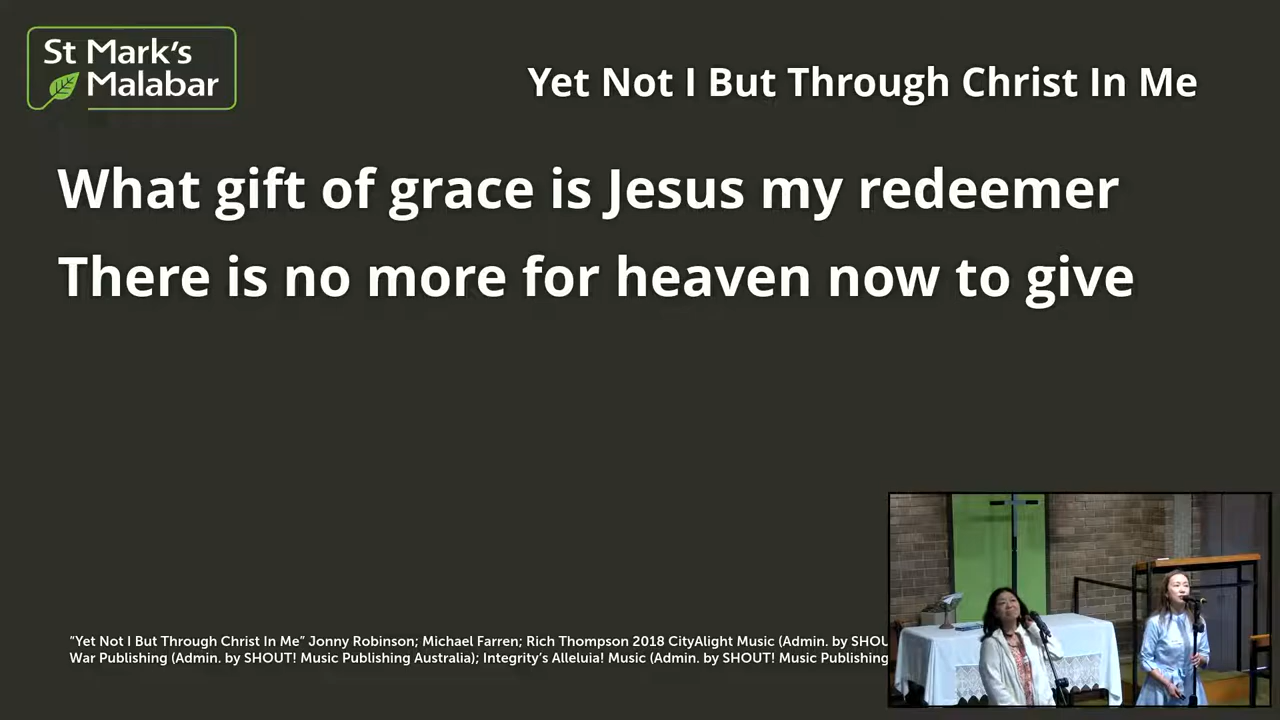 St Mark's
Malabar
Yet Not I But Through Christ In Me
What gift of grace is Jesus my redeemer
There is no more for heaven now to give
"Yet Not I But Through Christ In Me" Jonny Robinson; Michael Farren; Rich Thompson 2018 CityAlight Music (Admin. by SHOU
War Publishing (Admin. by SHOUT! Music Publishing Australia); Integrity's Alleluia! Music (Admin. by SHOUT! Music Publishing